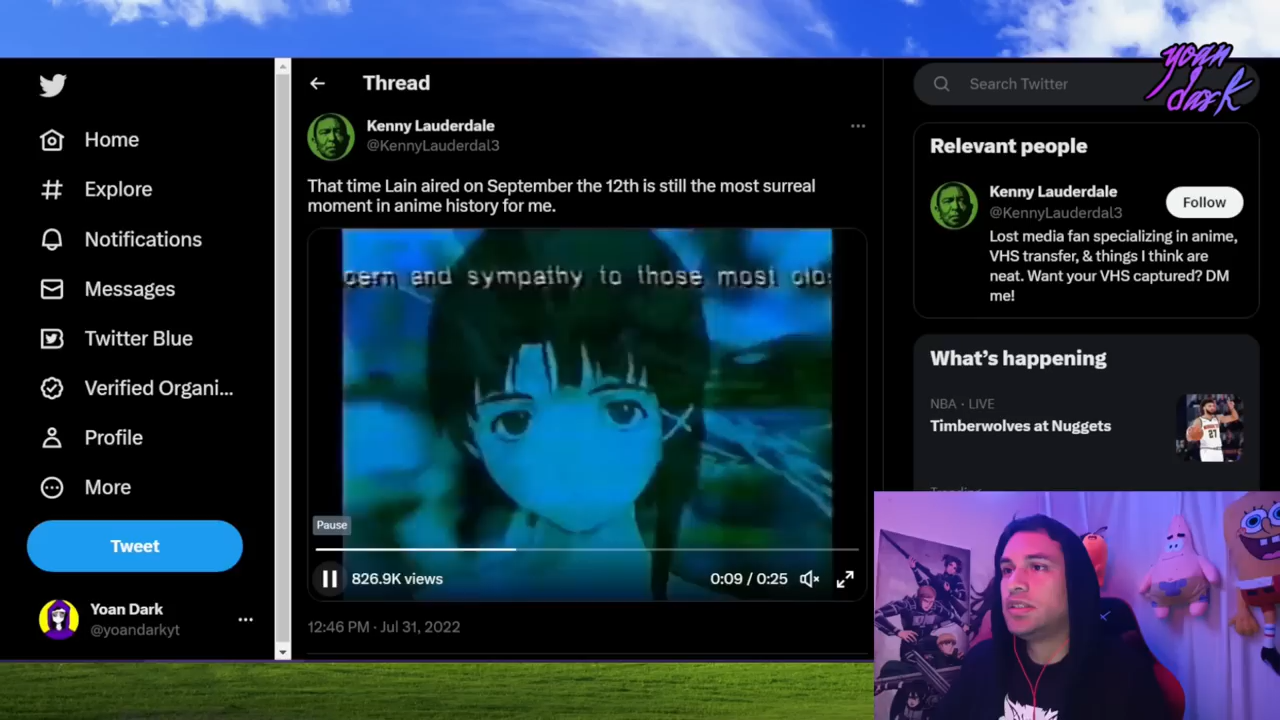 yoan
dark
Home
Explore
Notifications
Messages
Twitter Blue
Verified Organi...
Profile
More
Tweet
Yoan Dark
@yoandarkyt
Thread
Kenny Lauderdale
@KennyLauderdal3
That time Lain aired on September the 12th is still the most surreal
moment in anime history for me.
and sympathy to those most
Pause
826.9K views
0:09 / 0:25
12:46 PM · Jul 31, 2022
Search Twitter
Relevant people
Kenny Lauderdale
@KennyLauderdal3
Follow
Lost media fan specializing in anime,
VHS transfer, & things I think are
neat. Want your VHS captured? DM
me!
What's happening
NBA · LIVE
Timberwolves at Nuggets